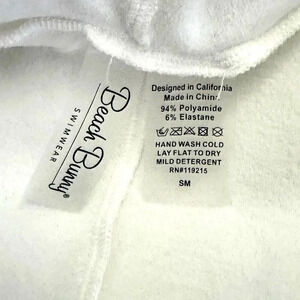 Beach Bunny®
SWIMWEAR
Designed in California
Made in China
94% Polyamide
6% Elastane
HAND WASH COLD
LAY FLAT TO DRY
MILD DETERGENT
RN#119215
SM